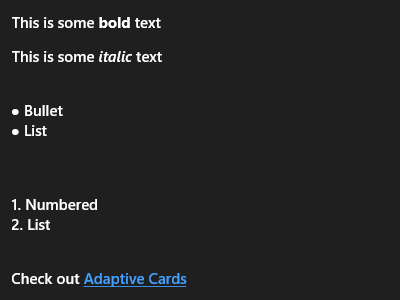 This is some bold text
This is some italic text
● Bullet
● List
1. Numbered
2. List
Check out Adaptive Cards